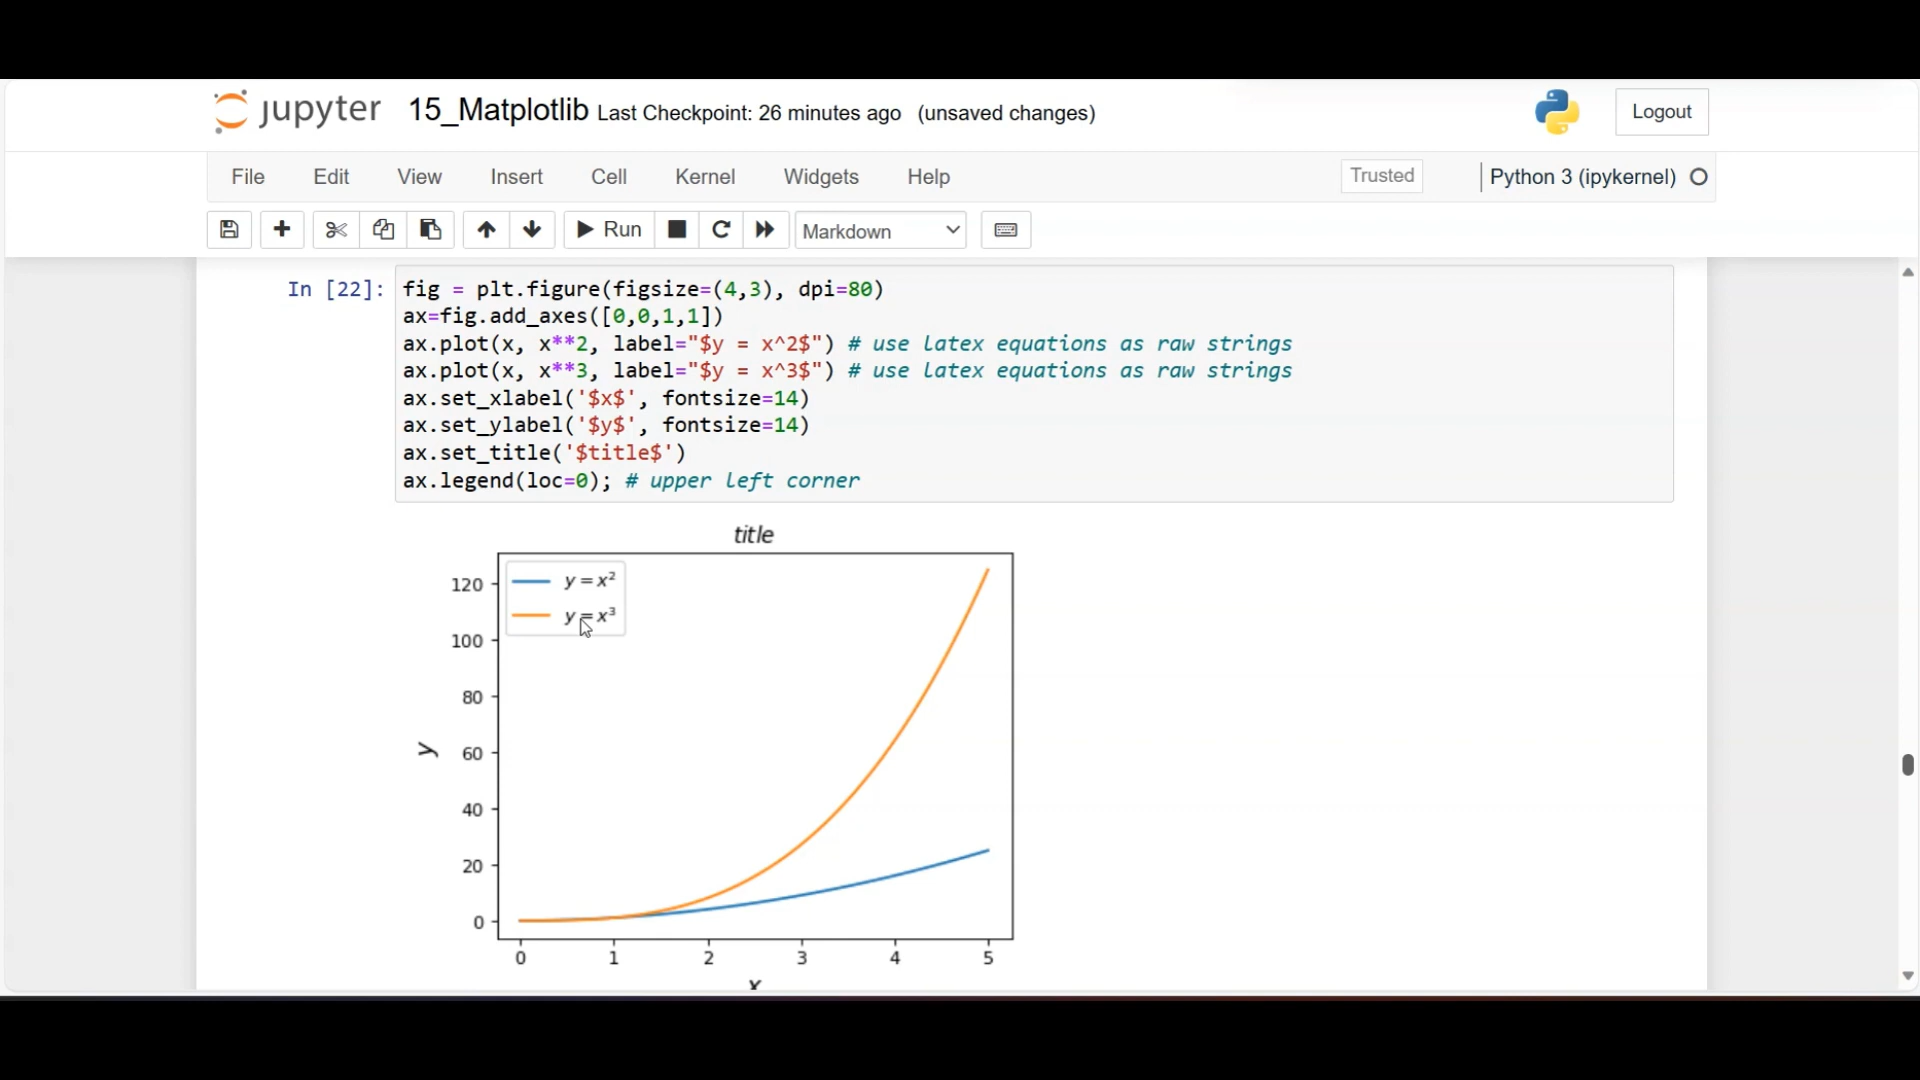 jupyter 15_Matplotlib Last Checkpoint: 26 minutes ago (unsaved changes) Logout
File Edit View Insert Cell Kernel Widgets Help Trusted Python 3 (ipykernel)
Run Markdown
In [22]: fig = plt.figure(figsize=(4,3), dpi=80)
ax=fig.add_axes([0,0,1,1])
ax.plot(x, x**2, label="$y = x^2$") # use latex equations as raw strings
ax.plot(x, x**3, label="$y = x^3$") # use latex equations as raw strings
ax.set_xlabel('$x$', fontsize=14)
ax.set_ylabel('$y$', fontsize=14)
ax.set_title('$title$')
ax.legend(loc=0); # upper left corner
title
y = x²
y = x³
120
100
80
60
40
20
0
y
0 1 2 3 4 5
x